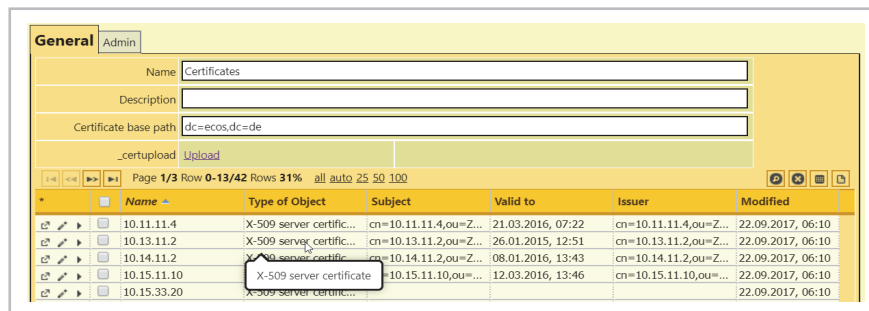 General Admin
Name Certificates
Description
Certificate base path dc=ecos,dc=de
_certupload Upload
Page 1/3 Row 0-13/42 Rows 31% all auto 25 50 100
* Name Type of Object Subject Valid to Issuer Modified
10.11.11.4 X-509 server certific... cn=10.11.11.4,ou=Z... 21.03.2016, 07:22 cn=10.11.11.4,ou=Z... 22.09.2017, 06:10
10.13.11.2 X-509 server certific... cn=10.13.11.2,ou=Z... 26.01.2015, 12:51 cn=10.13.11.2,ou=Z... 22.09.2017, 06:10
10.14.11.2 X-509 server certific... cn=10.14.11.2,ou=Z... 08.01.2016, 13:43 cn=10.14.11.2,ou=Z... 22.09.2017, 06:10
10.15.11.10 X-509 server certificate =10.15.11.10,ou=... 12.03.2016, 13:46 cn=10.15.11.10,ou=... 22.09.2017, 06:10
10.15.33.20 X-509 server certific... 22.09.2017, 06:10